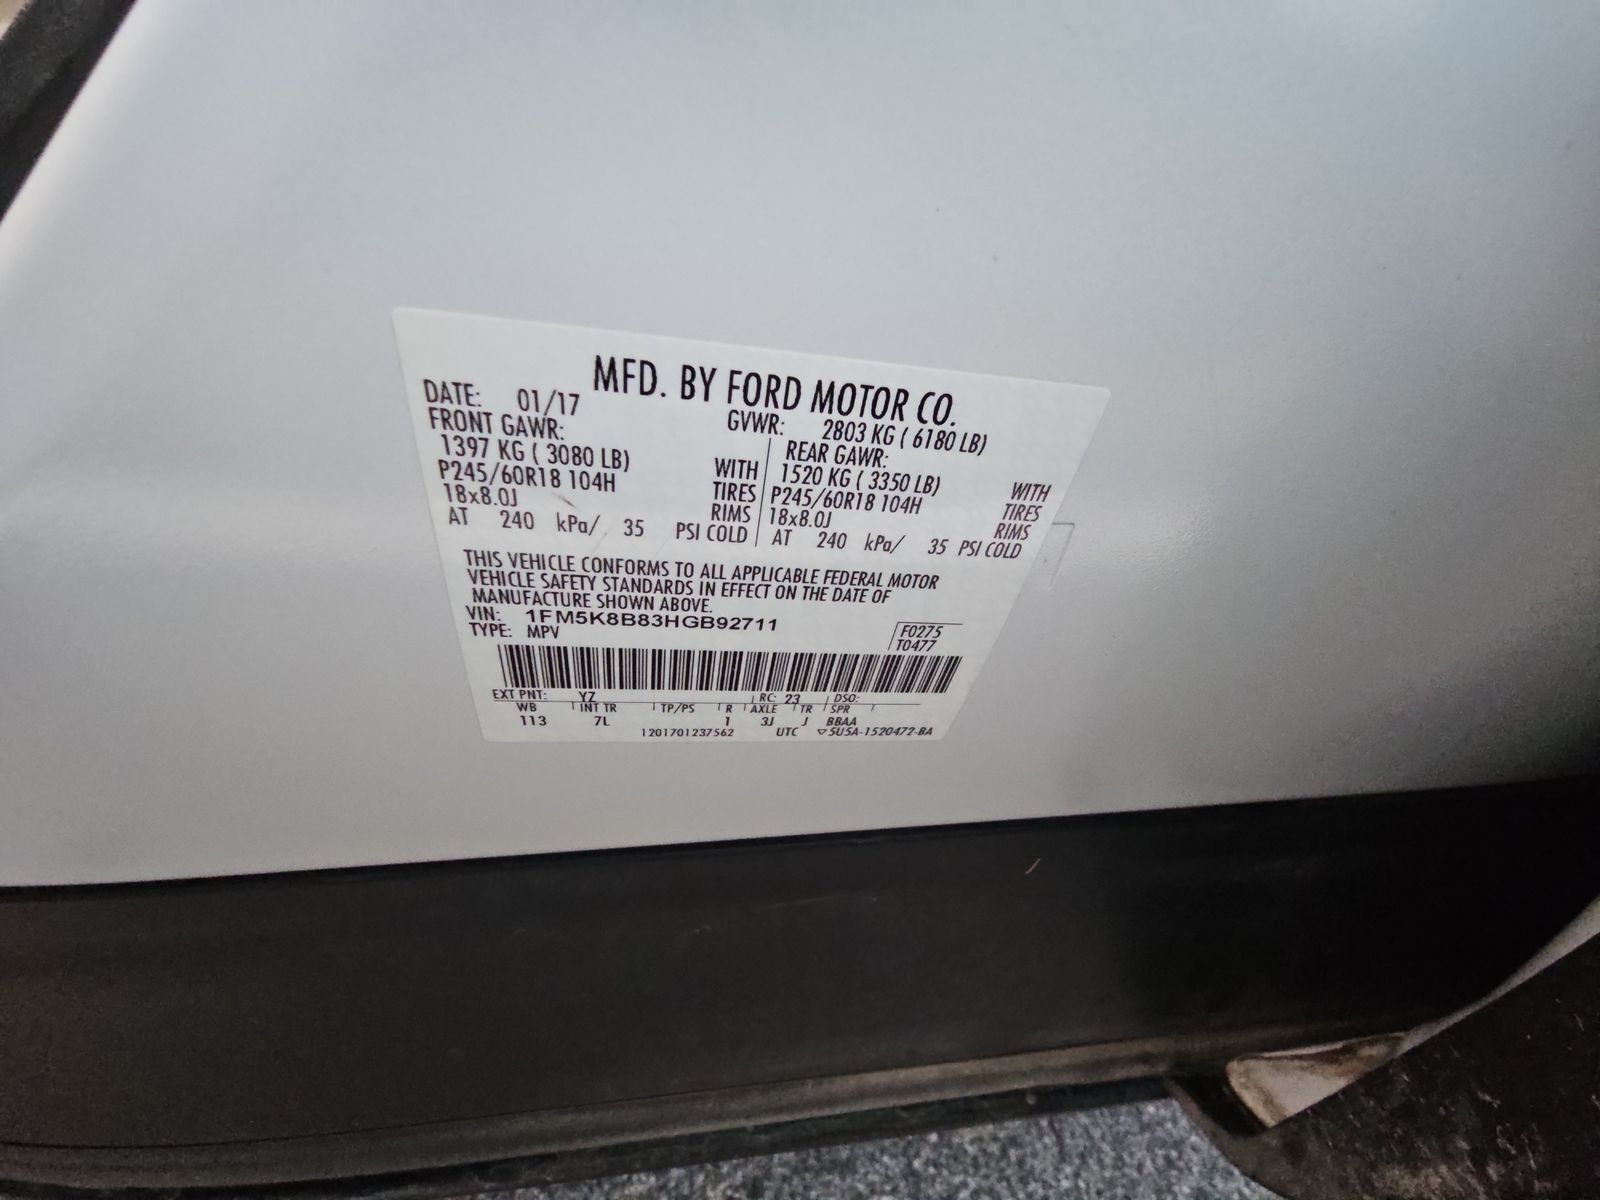 MFD. BY FORD MOTOR CO.
DATE: 01/17 GVWR: 2803 KG ( 6180 LB)
FRONT GAWR: REAR GAWR:
1397 KG ( 3080 LB) WITH 1520 KG ( 3350 LB) WITH
P245/60R18 104H TIRES P245/60R18 104H TIRES
18x8.0J RIMS 18x8.0J RIMS
AT 240 kPa/ 35 PSI COLD AT 240 kPa/ 35 PSI COLD
THIS VEHICLE CONFORMS TO ALL APPLICABLE FEDERAL MOTOR
VEHICLE SAFETY STANDARDS IN EFFECT ON THE DATE OF
MANUFACTURE SHOWN ABOVE.
VIN: 1FM5K8B83HGB92711
TYPE: MPV F0275
T0477
EXT PNT: YZ RC: 23 DSO:
WB INT TR TP/PS R AXLE TR SPR
113 7L 1 3J J BBAA
1201701237562 UTC ▽5U5A-1520472-BA